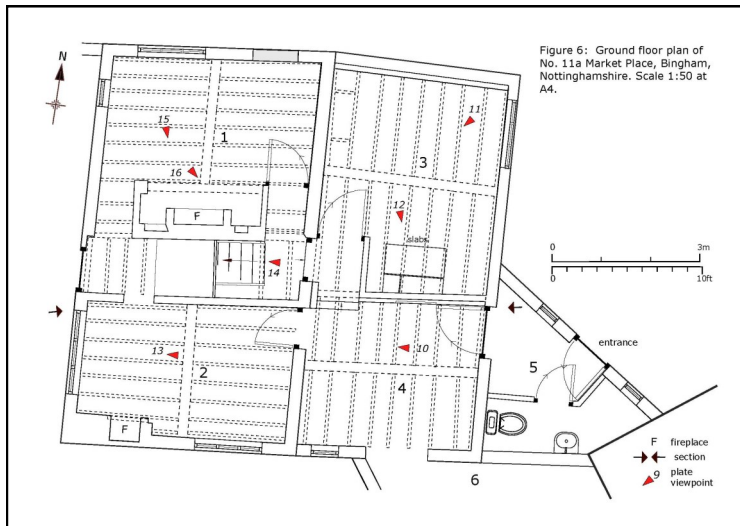 Figure 6: Ground floor plan of
No. 11a Market Place, Bingham,
Nottinghamshire. Scale 1:50 at
A4.
N
15
1
16
F
14
11
3
12
slabs
0 3m
0 10ft
13
2
F
10
4
5
entrance
6
F fireplace
section
9 plate
viewpoint